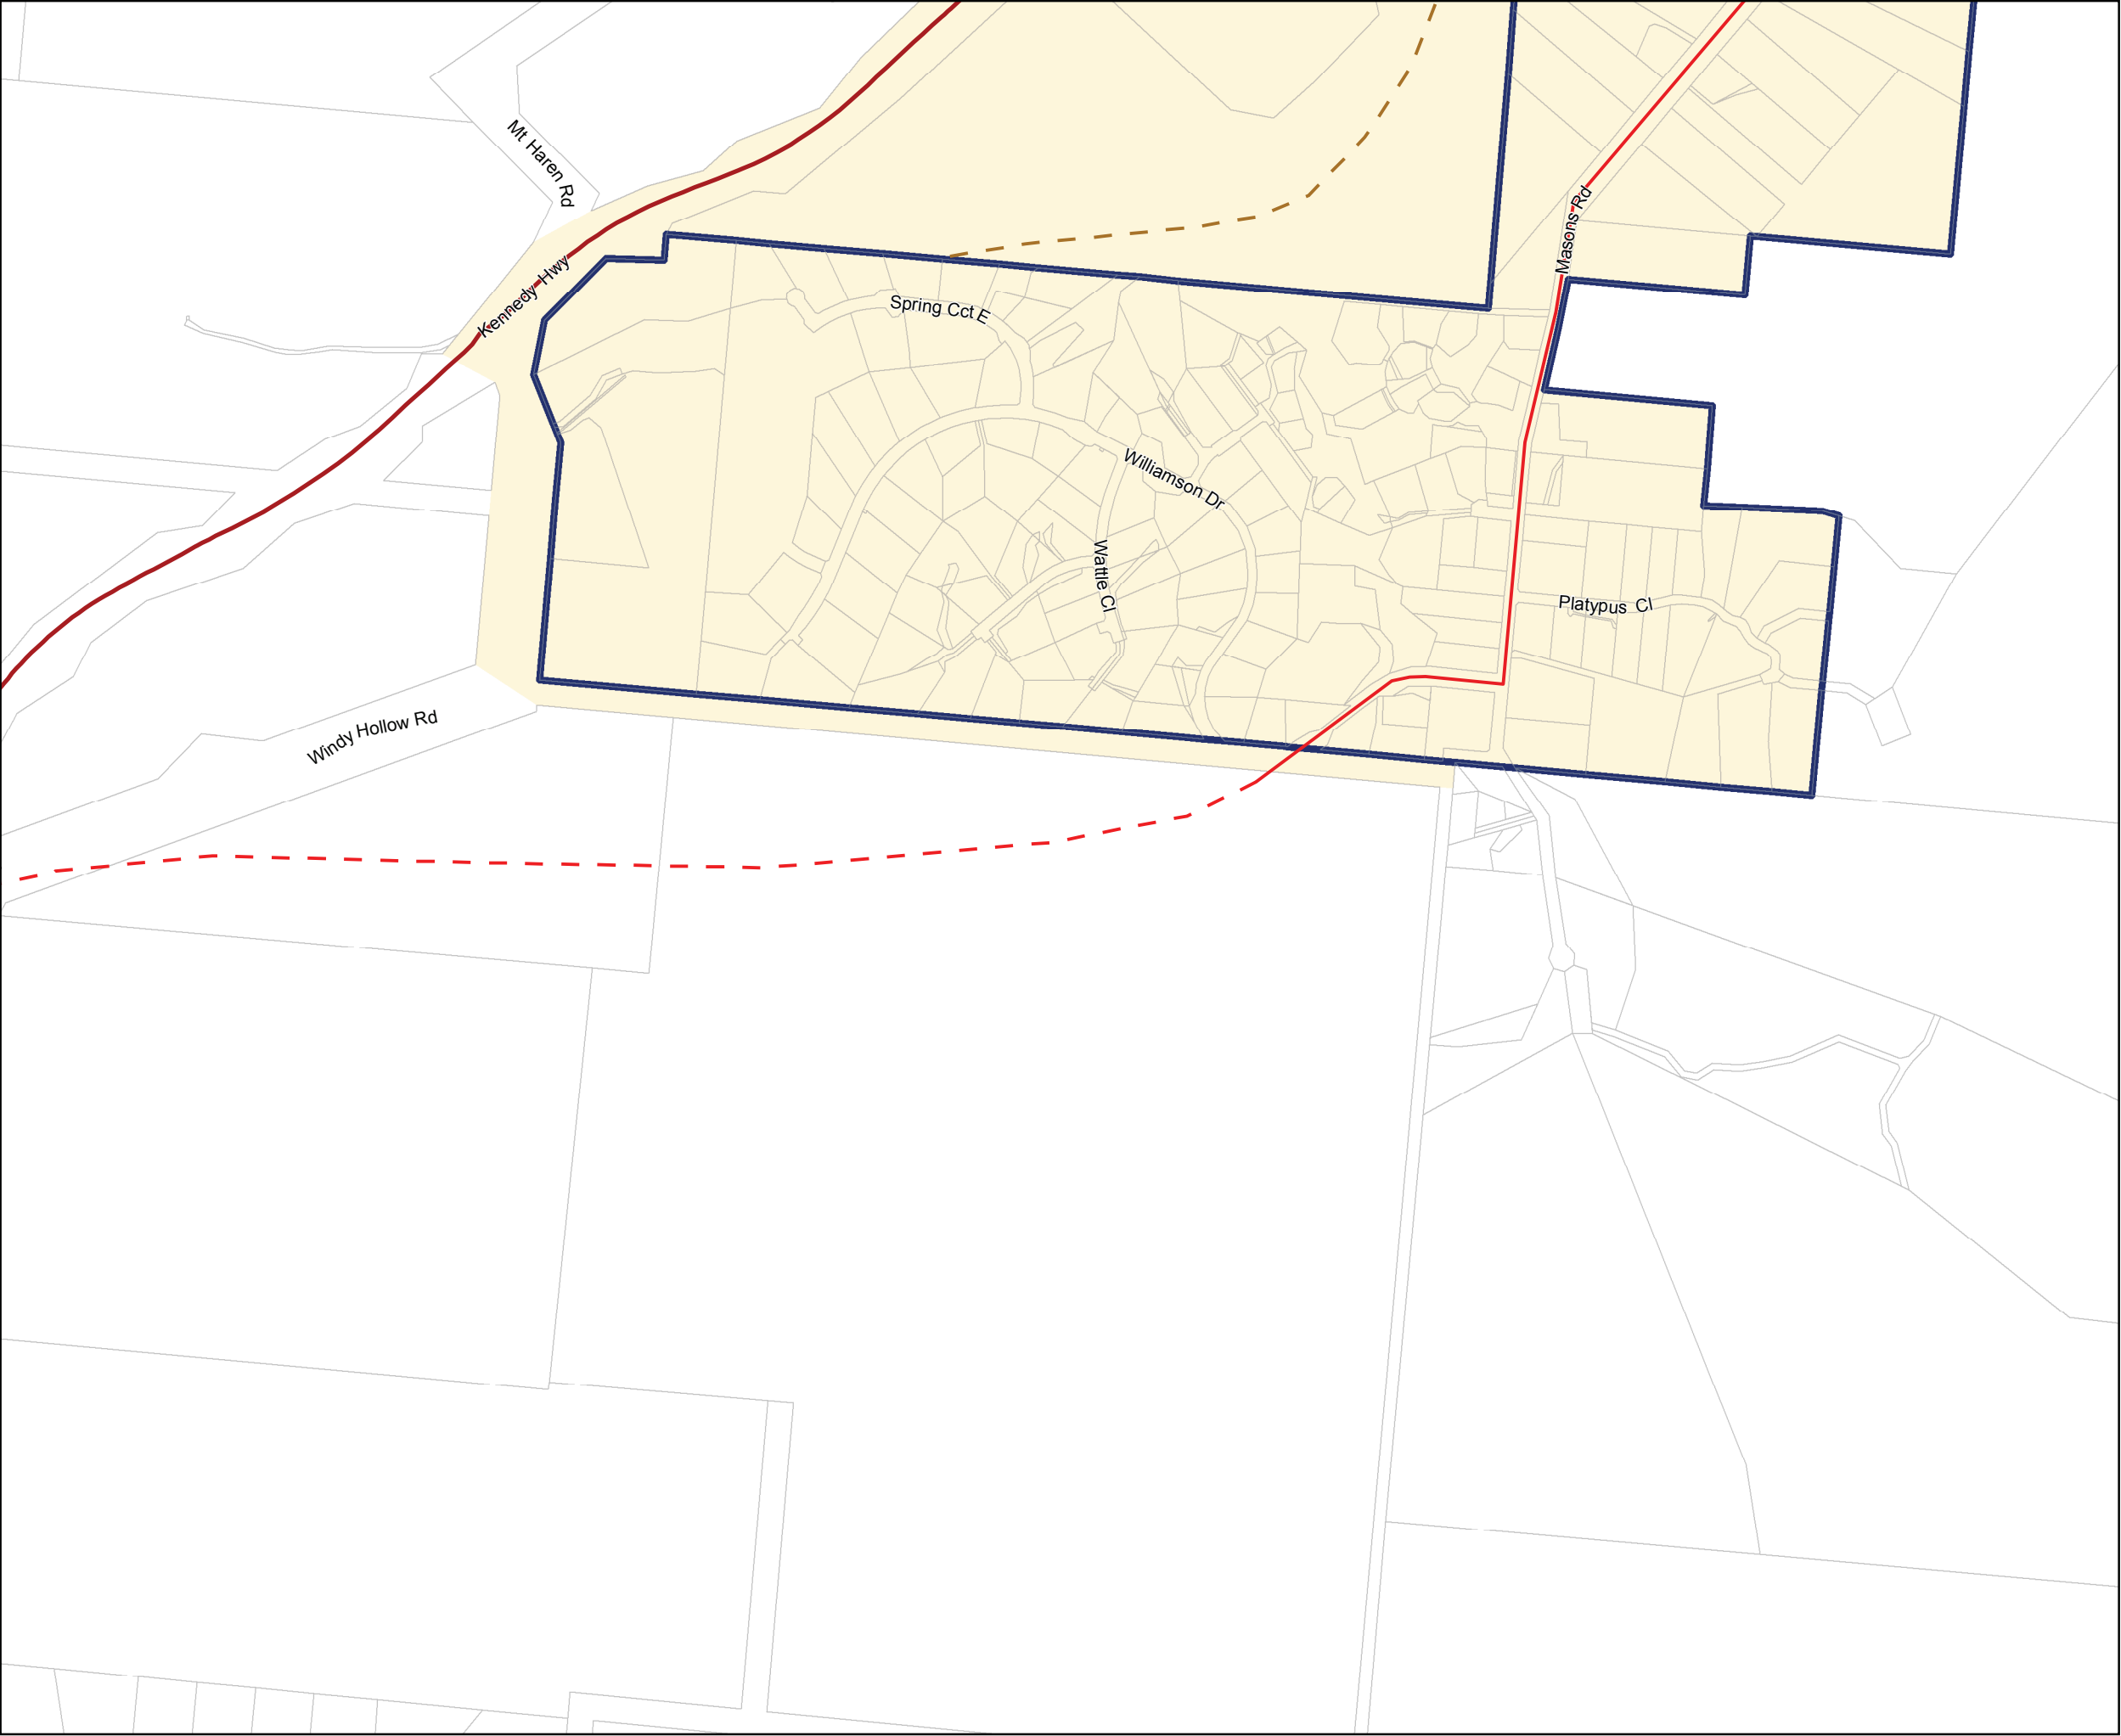 Mt Haren Rd
Masons Rd
Kennedy Hwy
Spring Cct E
Williamson Dr
Wattle Cl
Platypus Cl
Windy Hollow Rd